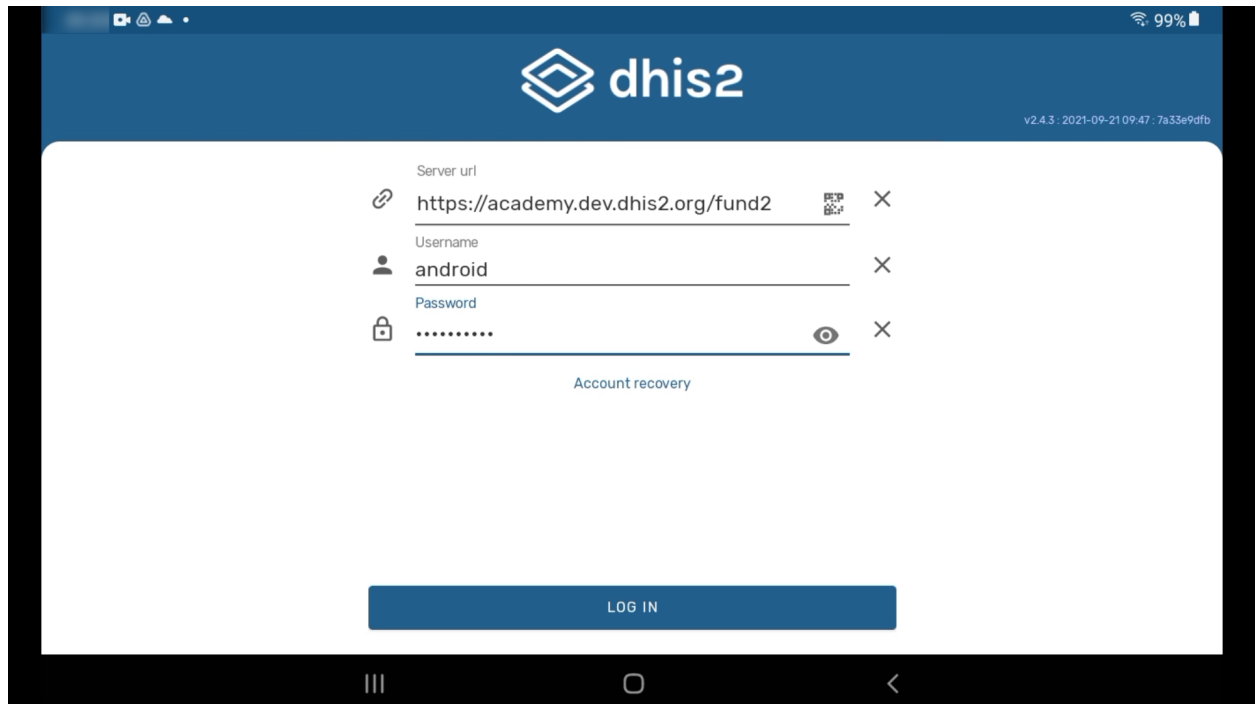 99%
dhis2
v2.4.3 : 2021-09-21 09:47 : 7a33e9dfb
Server url
https://academy.dev.dhis2.org/fund2
Username
android
Password
••••••••••
Account recovery
LOG IN